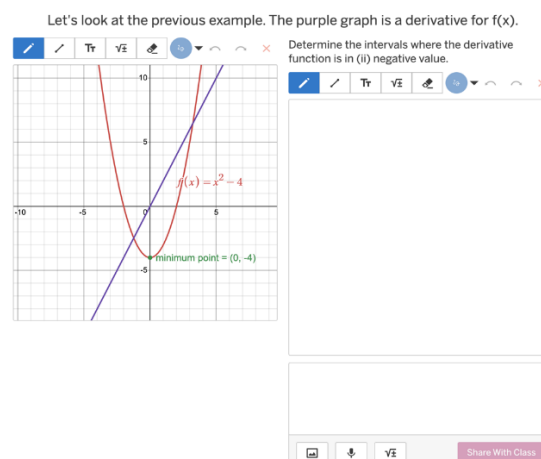 Let's look at the previous example. The purple graph is a derivative for f(x).
Tт
√±
Determine the intervals where the derivative
function is in (ii) negative value.
Tт
√±
10
5
f(x) = x² – 4
-10
-5
0
5
minimum point = (0, -4)
-5
√±
Share With Class